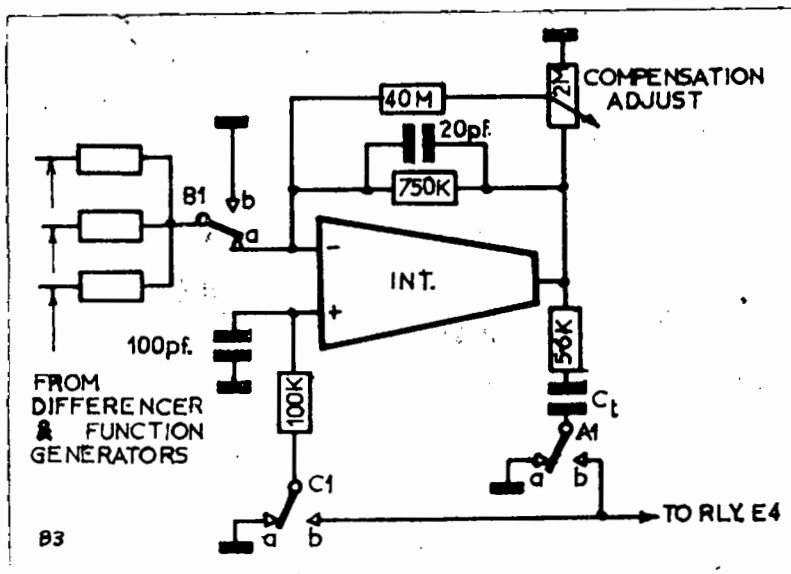 2M
COMPENSATION
ADJUST
40M
20pf.
750K
B1
b
a
−
INT.
+
100pf.
56K
100K
Ct
A1
FROM
DIFFERENCER
& FUNCTION
GENERATORS
C1
a
b
a
b
TO RLY. E4
B3